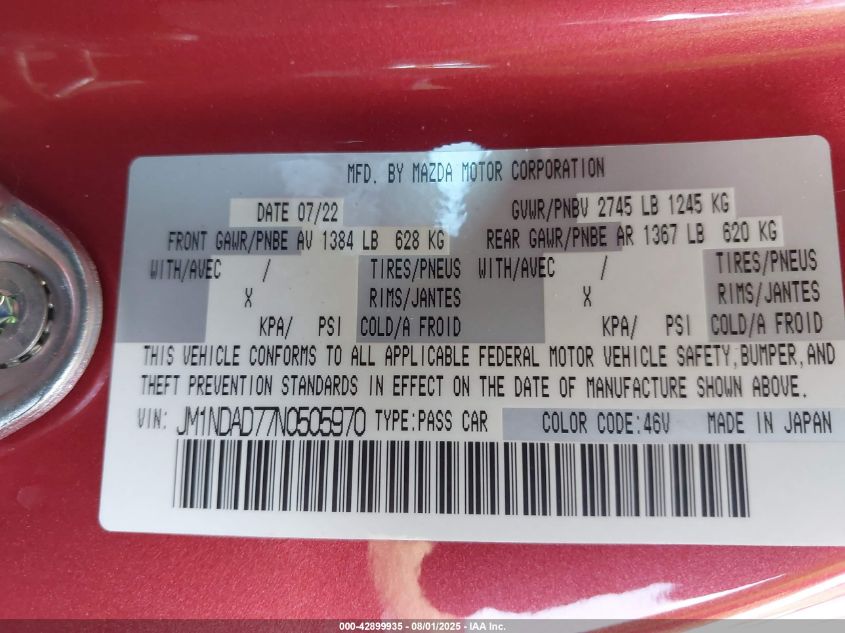 MFD. BY MAZDA MOTOR CORPORATION
DATE 07/22 GVWR/PNBV 2745 LB 1245 KG
FRONT GAWR/PNBE AV 1384 LB 628 KG REAR GAWR/PNBE AR 1367 LB 620 KG
WITH/AVEC / TIRES/PNEUS WITH/AVEC / TIRES/PNEUS
X RIMS/JANTES X RIMS/JANTES
KPA/ PSI COLD/A FROID KPA/ PSI COLD/A FROID
THIS VEHICLE CONFORMS TO ALL APPLICABLE FEDERAL MOTOR VEHICLE SAFETY, BUMPER, AND
THEFT PREVENTION STANDARDS IN EFFECT ON THE DATE OF MANUFACTURE SHOWN ABOVE.
VIN: JM1NDAD77N0505970 TYPE:PASS CAR COLOR CODE:46V MADE IN JAPAN
000-42899935 - 08/01/2025 - IAA Inc.